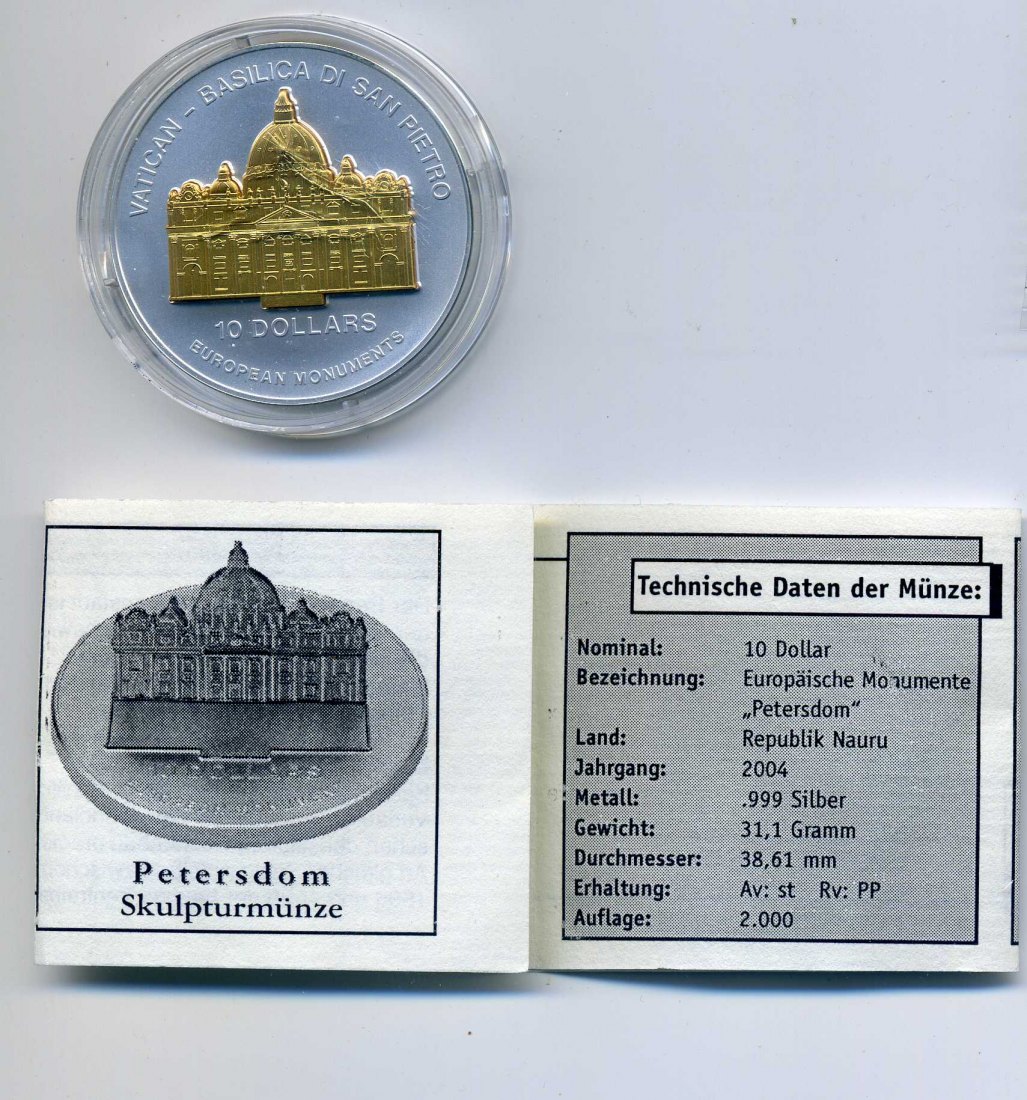 VATICAN - BASILICA DI SAN PIETRO
10 DOLLARS
EUROPEAN MONUMENTS
10 DOLLARS
Petersdom
Skulpturmünze
Technische Daten der Münze:
Nominal: 10 Dollar
Bezeichnung: Europäische Monumente
„Petersdom“
Land: Republik Nauru
Jahrgang: 2004
Metall: .999 Silber
Gewicht: 31,1 Gramm
Durchmesser: 38,61 mm
Erhaltung: Av: st Rv: PP
Auflage: 2.000